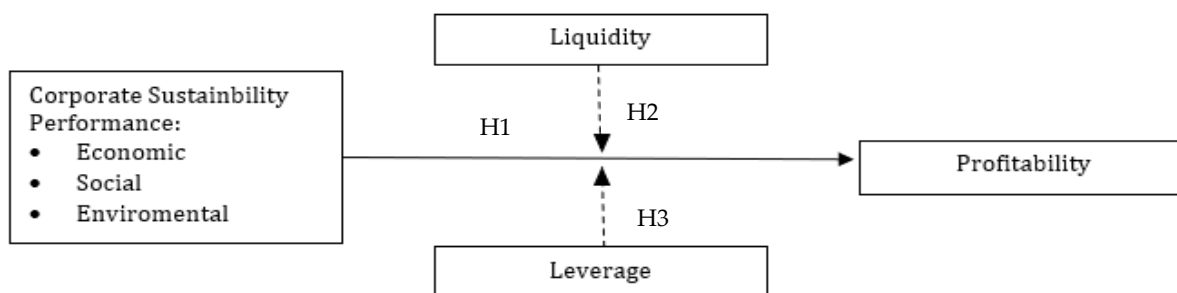 Liquidity
Corporate Sustainbility
Performance:
• Economic
• Social
• Enviromental
H1
H2
Profitability
H3
Leverage